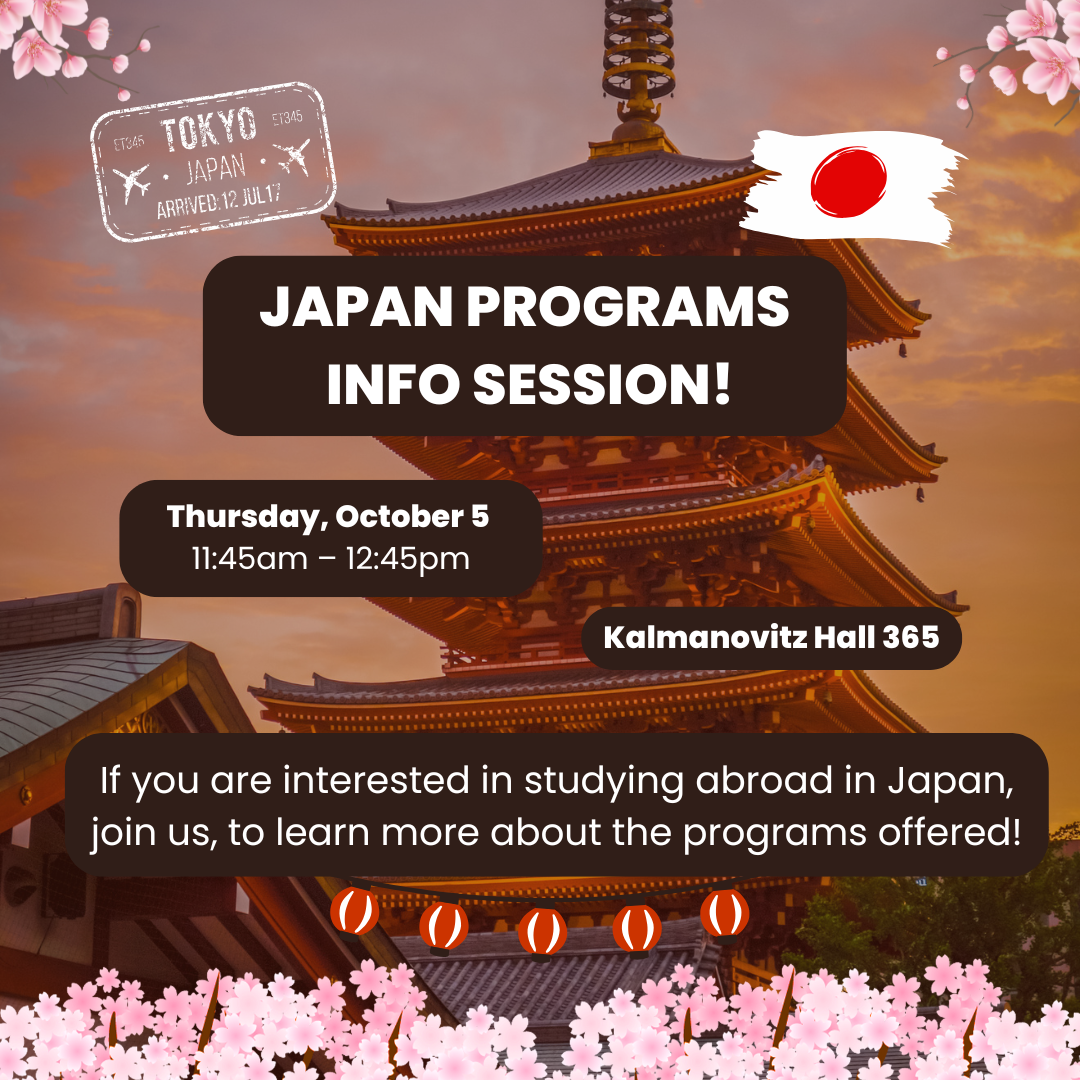 ET345 TOKYO ET345
JAPAN
ARRIVED:12 JUL17
JAPAN PROGRAMS
INFO SESSION!
Thursday, October 5
11:45am – 12:45pm
Kalmanovitz Hall 365
If you are interested in studying abroad in Japan,
join us, to learn more about the programs offered!